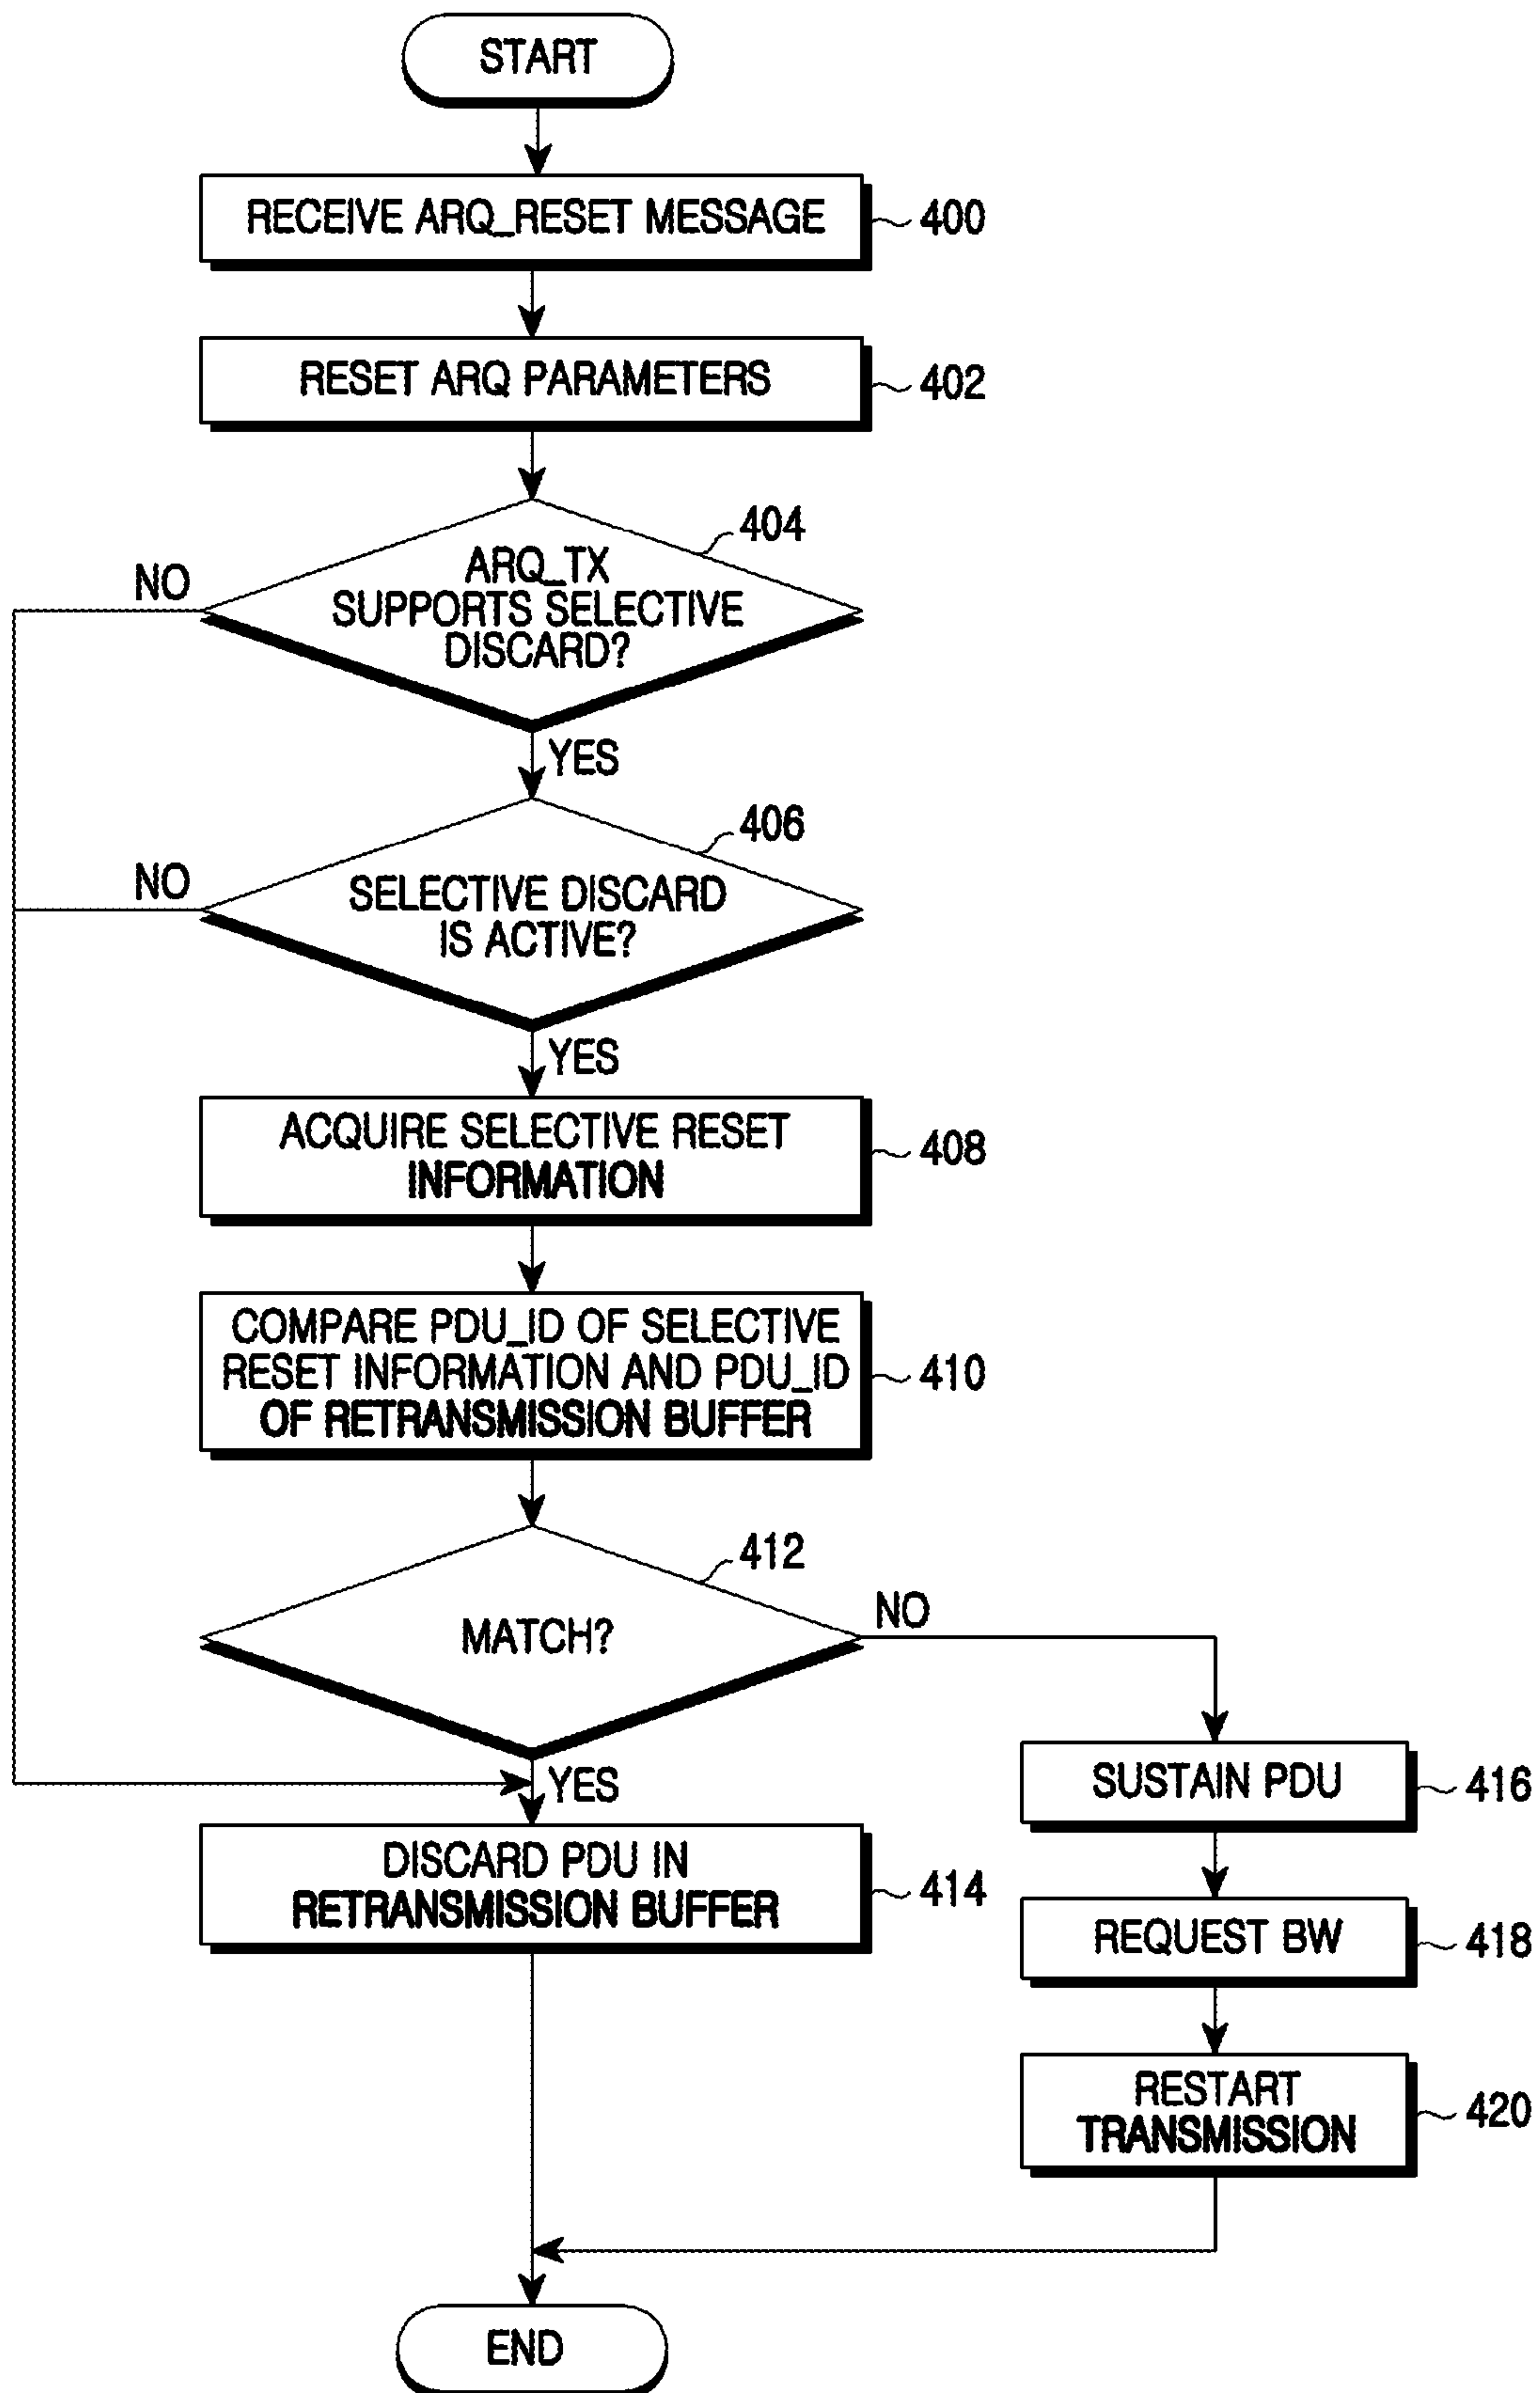 START
RECEIVE ARQ_RESET MESSAGE
400
RESET ARQ PARAMETERS
402
404
ARQ_TX
SUPPORTS SELECTIVE
DISCARD?
NO
YES
406
SELECTIVE DISCARD
IS ACTIVE?
NO
YES
ACQUIRE SELECTIVE RESET
INFORMATION
408
COMPARE PDU_ID OF SELECTIVE
RESET INFORMATION AND PDU_ID
OF RETRANSMISSION BUFFER
410
412
MATCH?
NO
YES
DISCARD PDU IN
RETRANSMISSION BUFFER
414
SUSTAIN PDU
416
REQUEST BW
418
RESTART
TRANSMISSION
420
END